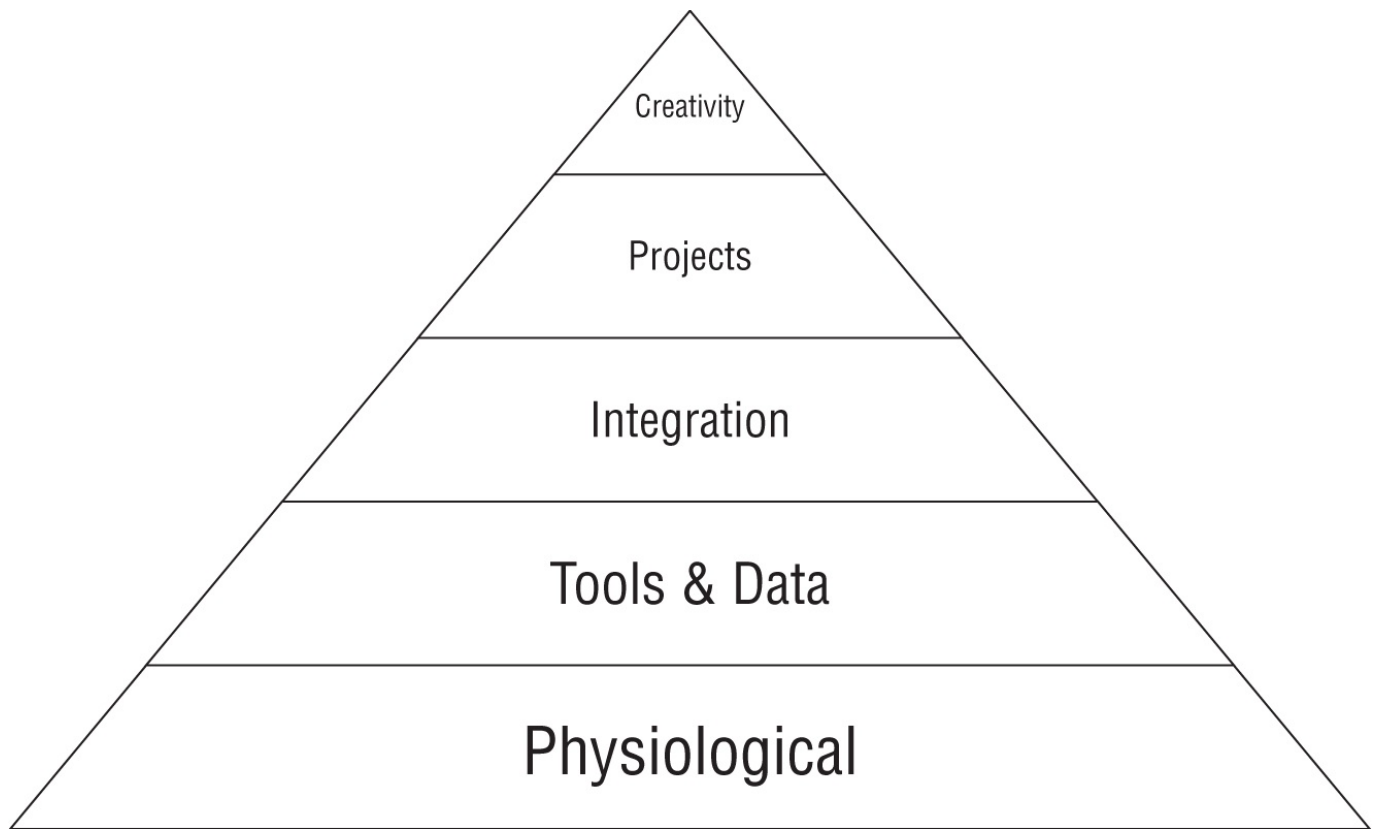 Creativity
Projects
Integration
Tools & Data
Physiological